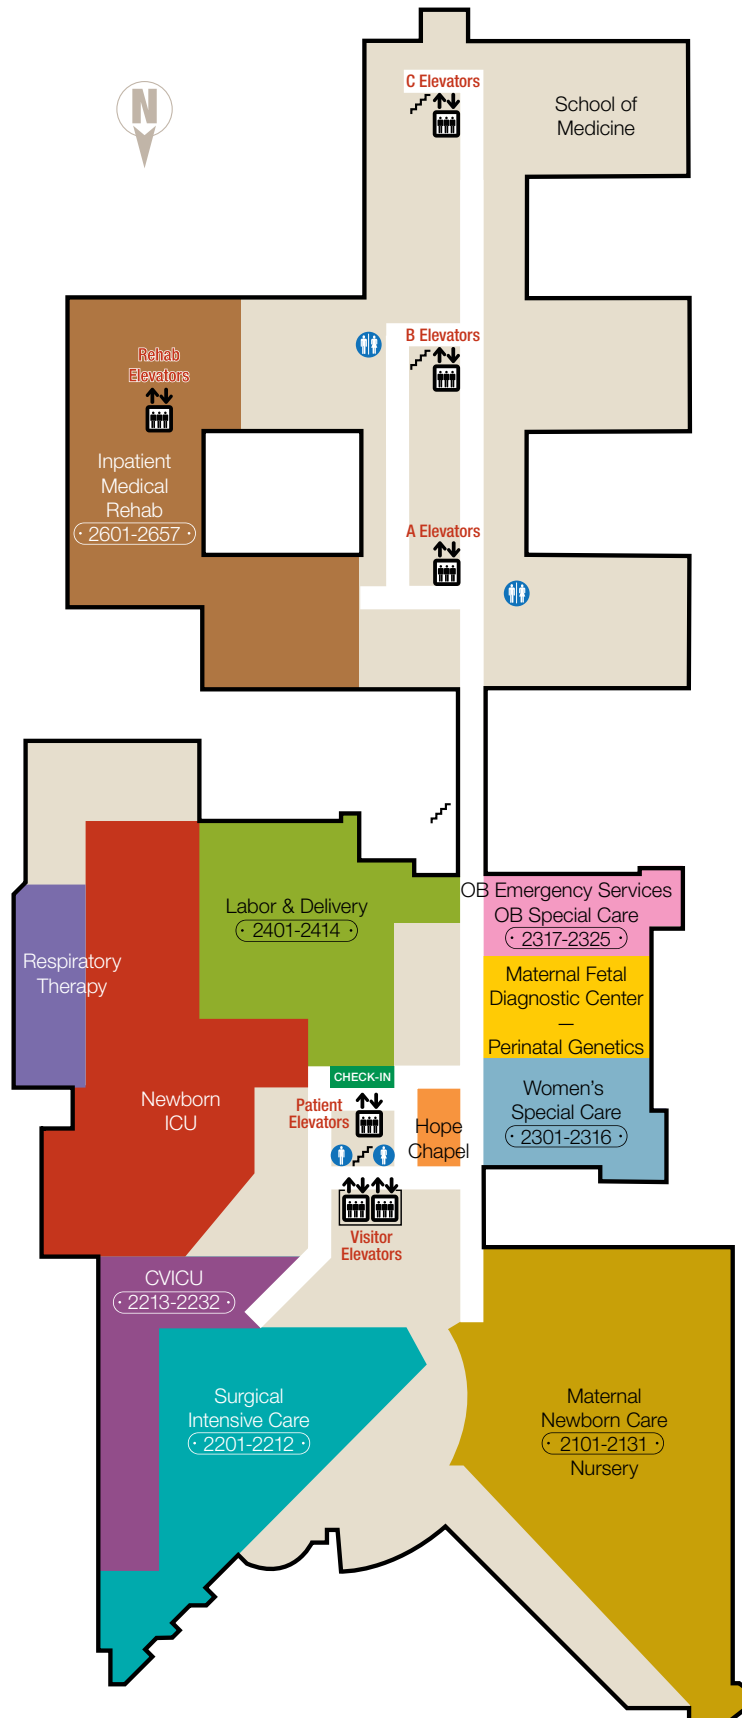 N
C Elevators
School of
Medicine
B Elevators
Rehab
Elevators
Inpatient
Medical
Rehab
· 2601-2657 ·
A Elevators
Labor & Delivery
· 2401-2414 ·
OB Emergency Services
OB Special Care
· 2317-2325 ·
Respiratory
Therapy
Maternal Fetal
Diagnostic Center
—
Perinatal Genetics
CHECK-IN
Newborn
ICU
Patient
Elevators
Hope
Chapel
Women's
Special Care
· 2301-2316 ·
Visitor
Elevators
CVICU
· 2213-2232 ·
Surgical
Intensive Care
· 2201-2212 ·
Maternal
Newborn Care
· 2101-2131 ·
Nursery